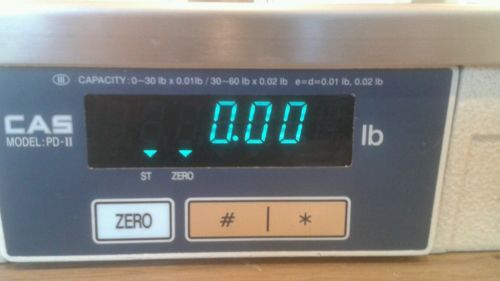 Ⅲ CAPACITY : 0~30 lb x 0.01lb / 30~60 lb x 0.02 lb e=d=0.01 lb, 0.02 lb
CAS
MODEL: PD-II
0.00 lb
ST ZERO
ZERO # | *